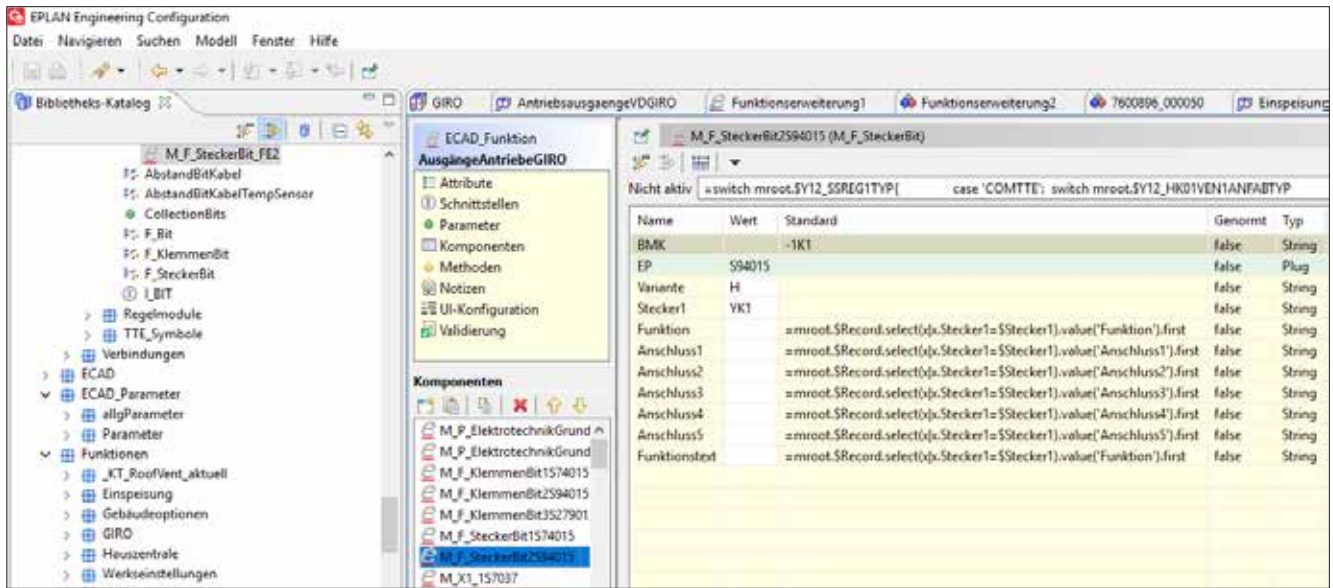 EPLAN Engineering Configuration
Datei Navigieren Suchen Modell Fenster Hilfe
Bibliotheks-Katalog
M_F_SteckerBit_FE2
AbstandBitKabel
AbstandBitKabelTempSensor
CollectionBits
F_Bit
F_KlemmenBit
F_SteckerBit
I_BIT
Regelmodule
TTE_Symbole
Verbindungen
ECAD
ECAD_Parameter
allgParameter
Parameter
Funktionen
_KT_RoofVent_aktuell
Einspeisung
Gebäudeoptionen
GIRO
Hauszentrale
Werkseinstellungen
GIRO AntriebsausgaengeVDGIRO Funktionserweiterung1 Funktionserweiterung2 7600896_000050 Einspeisung
ECAD_Funktion
AusgängeAntriebeGIRO
Attribute
Schnittstellen
Parameter
Komponenten
Methoden
Notizen
UI-Konfiguration
Validierung
Komponenten
M_P_ElektrotechnikGrund
M_P_ElektrotechnikGrund
M_F_KlemmenBit1S74015
M_F_KlemmenBit2S94015
M_F_KlemmenBit3S27901
M_F_SteckerBit1S74015
M_F_SteckerBit2S94015
M_X1_157037
M_F_SteckerBit2S94015 (M_F_SteckerBit)
Nicht aktiv =switch mroot.$Y12_SSREG1TYP{ case 'COMTTE': switch mroot.$Y12_HK01VEN1ANFABTYP
Name Wert Standard Genormt Typ
BMK -1K1 false String
EP S94015 false Plug
Variante H false String
Stecker1 YK1 false String
Funktion =mroot.$Record.select(x|x.Stecker1=$Stecker1).value('Funktion').first false String
Anschluss1 =mroot.$Record.select(x|x.Stecker1=$Stecker1).value('Anschluss1').first false String
Anschluss2 =mroot.$Record.select(x|x.Stecker1=$Stecker1).value('Anschluss2').first false String
Anschluss3 =mroot.$Record.select(x|x.Stecker1=$Stecker1).value('Anschluss3').first false String
Anschluss4 =mroot.$Record.select(x|x.Stecker1=$Stecker1).value('Anschluss4').first false String
Anschluss5 =mroot.$Record.select(x|x.Stecker1=$Stecker1).value('Anschluss5').first false String
Funktionstext =mroot.$Record.select(x|x.Stecker1=$Stecker1).value('Funktion').first false String